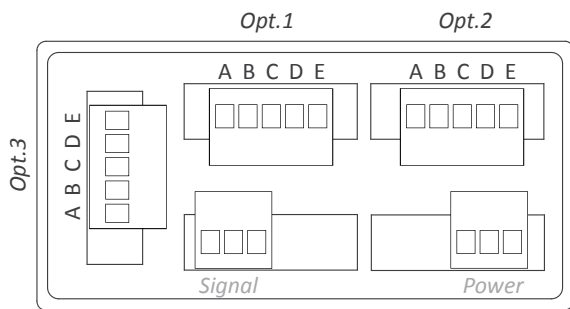 Opt.1
Opt.2
A B C D E
A B C D E
Opt.3
A B C D E
Signal
Power